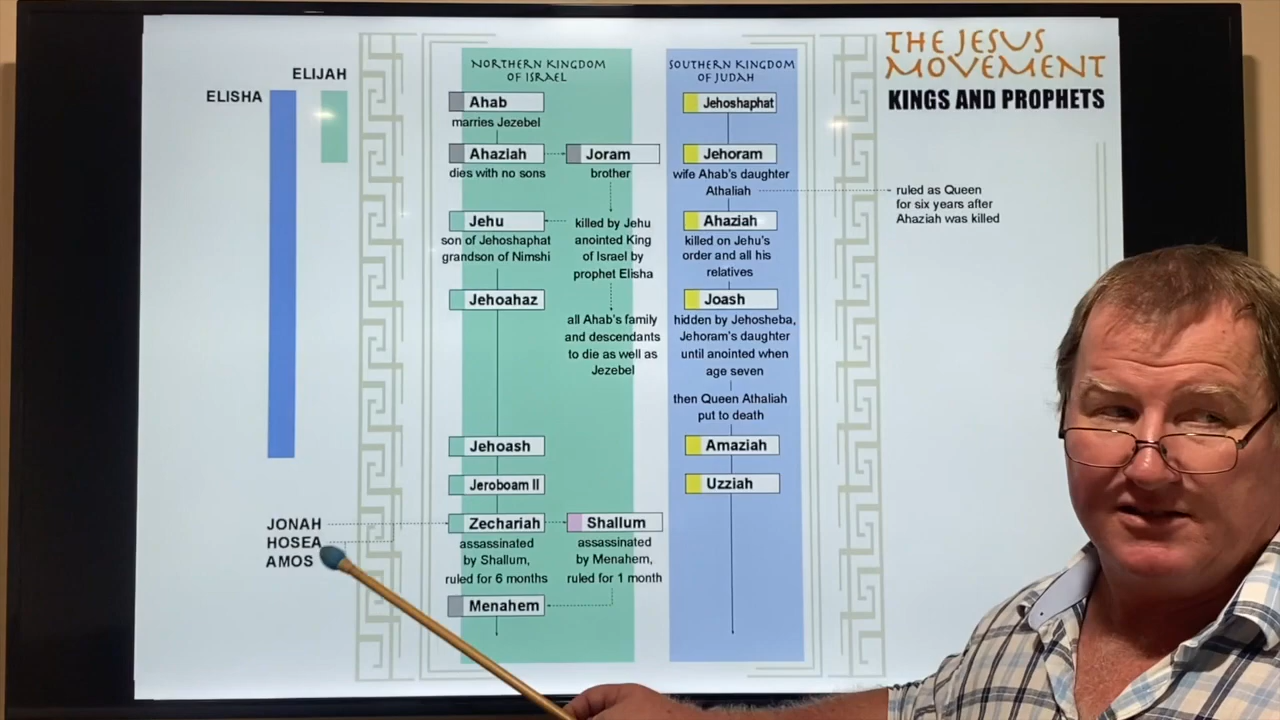 THE JESUS
MOVEMENT
KINGS AND PROPHETS
ELIJAH
ELISHA
NORTHERN KINGDOM
OF ISRAEL
Ahab
marries Jezebel
Ahaziah
dies with no sons
Joram
brother
Jehu
son of Jehoshaphat
grandson of Nimshi
killed by Jehu
anointed King
of Israel by
prophet Elisha
Jehoahaz
all Ahab's family
and descendants
to die as well as
Jezebel
Jehoash
Jeroboam II
Zechariah
assassinated
by Shallum,
ruled for 6 months
Shallum
assassinated
by Menahem,
ruled for 1 month
Menahem
SOUTHERN KINGDOM
OF JUDAH
Jehoshaphat
Jehoram
wife Ahab's daughter
Athaliah
ruled as Queen
for six years after
Ahaziah was killed
Ahaziah
killed on Jehu's
order and all his
relatives
Joash
hidden by Jehosheba,
Jehoram's daughter
until anointed when
age seven
then Queen Athaliah
put to death
Amaziah
Uzziah
JONAH
HOSEA
AMOS